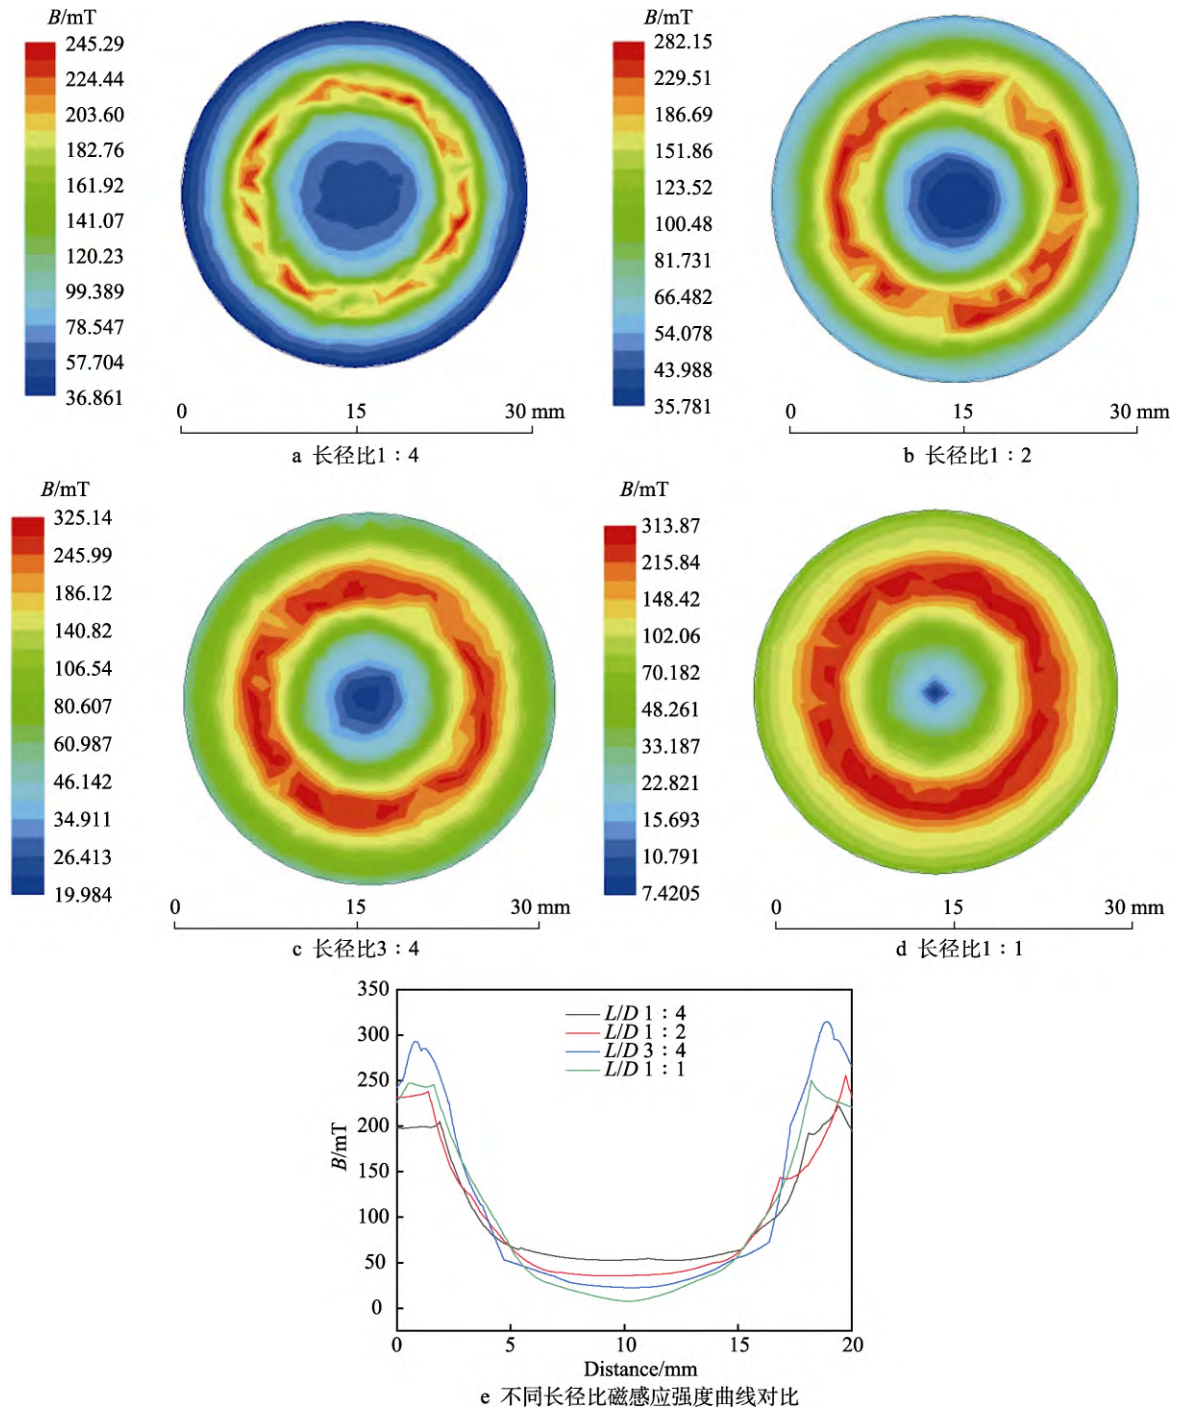 B/mT
245.29
224.44
203.60
182.76
161.92
141.07
120.23
99.389
78.547
57.704
36.861
0 15 30 mm
a 长径比1：4
B/mT
282.15
229.51
186.69
151.86
123.52
100.48
81.731
66.482
54.078
43.988
35.781
0 15 30 mm
b 长径比1：2
B/mT
325.14
245.99
186.12
140.82
106.54
80.607
60.987
46.142
34.911
26.413
19.984
0 15 30 mm
c 长径比3：4
B/mT
313.87
215.84
148.42
102.06
70.182
48.261
33.187
22.821
15.693
10.791
7.4205
0 15 30 mm
d 长径比1：1
B/mT
350
300
250
200
150
100
50
0
L/D 1：4
L/D 1：2
L/D 3：4
L/D 1：1
0 5 10 15 20
Distance/mm
e 不同长径比磁感应强度曲线对比